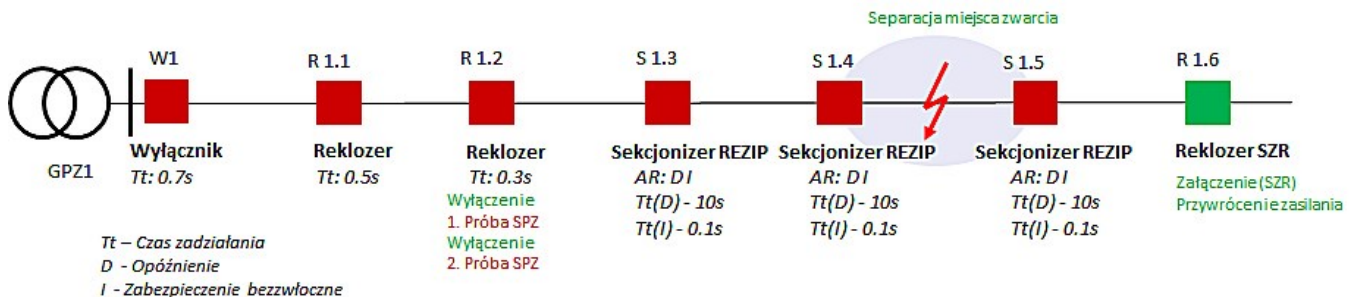 Separacja miejsca zwarcia
W1
R 1.1
R 1.2
S 1.3
S 1.4
S 1.5
R 1.6
GPZ1
Wyłącznik
Tt: 0.7s
Reklozer
Tt: 0.5s
Reklozer
Tt: 0.3s
Wyłączenie
1. Próba SPZ
Wyłączenie
2. Próba SPZ
Sekcjonizer REZIP
AR: D I
Tt(D) - 10s
Tt(I) - 0.1s
Sekcjonizer REZIP
AR: D I
Tt(D) - 10s
Tt(I) - 0.1s
Sekcjonizer REZIP
AR: D I
Tt(D) - 10s
Tt(I) - 0.1s
Reklozer SZR
Załączenie (SZR)
Przywrócenie zasilania
Tt – Czas zadziałania
D - Opóźnienie
I - Zabezpieczenie bezzwłoczne